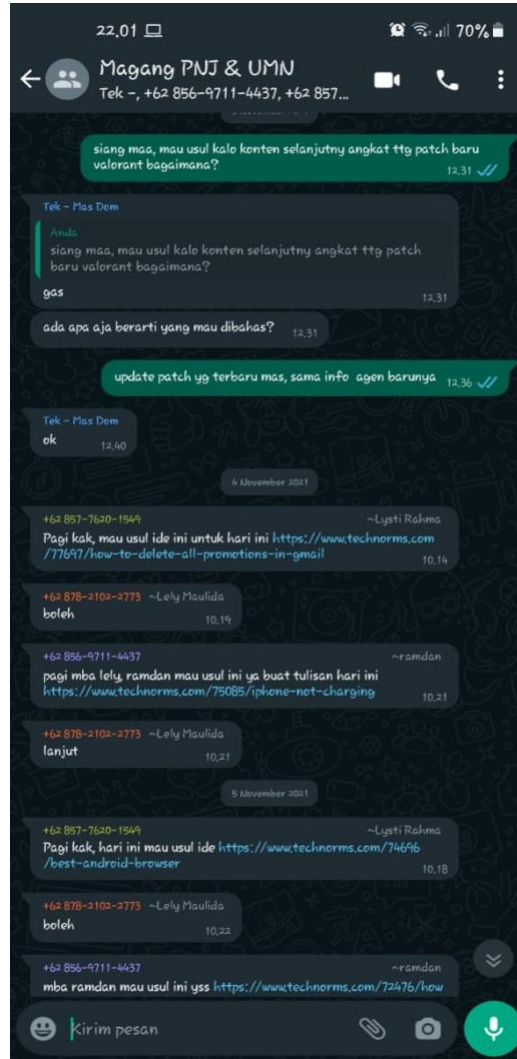 22.01 70%
Magang PNJ & UMN
Tek -, +62 856-9711-4437, +62 857...
siang maa, mau usul kalo konten selanjutny angkat ttg patch baru
valorant bagaimana?
12.31
Tek - Mas Dom
Anda
siang maa, mau usul kalo konten selanjutny angkat ttg patch
baru valorant bagaimana?
gas
12.31
ada apa aja berarti yang mau dibahas? 12.31
update patch yg terbaru mas, sama info agen barunya 12.36
Tek - Mas Dom
ok
12.40
4 November 2021
+62 857-7620-1549 ~Lysti Rahma
Pagi kak, mau usul ide ini untuk hari ini https://www.technorms.com
/77697/how-to-delete-all-promotions-in-gmail
10.14
+62 878-2102-2773 ~Lely Maulida
boleh
10.19
+62 856-9711-4437 ~ramdan
pagi mba lely, ramdan mau usul ini ya buat tulisan hari ini
https://www.technorms.com/75085/iphone-not-charging
10.21
+62 878-2102-2773 ~Lely Maulida
lanjut
10.21
5 November 2021
+62 857-7620-1549 ~Lysti Rahma
Pagi kak, hari ini mau usul ide https://www.technorms.com/74696
/best-android-browser
10.18
+62 878-2102-2773 ~Lely Maulida
boleh
10.22
+62 856-9711-4437 ~ramdan
mba ramdan mau usul ini yss https://www.technorms.com/72476/how
Kirim pesan